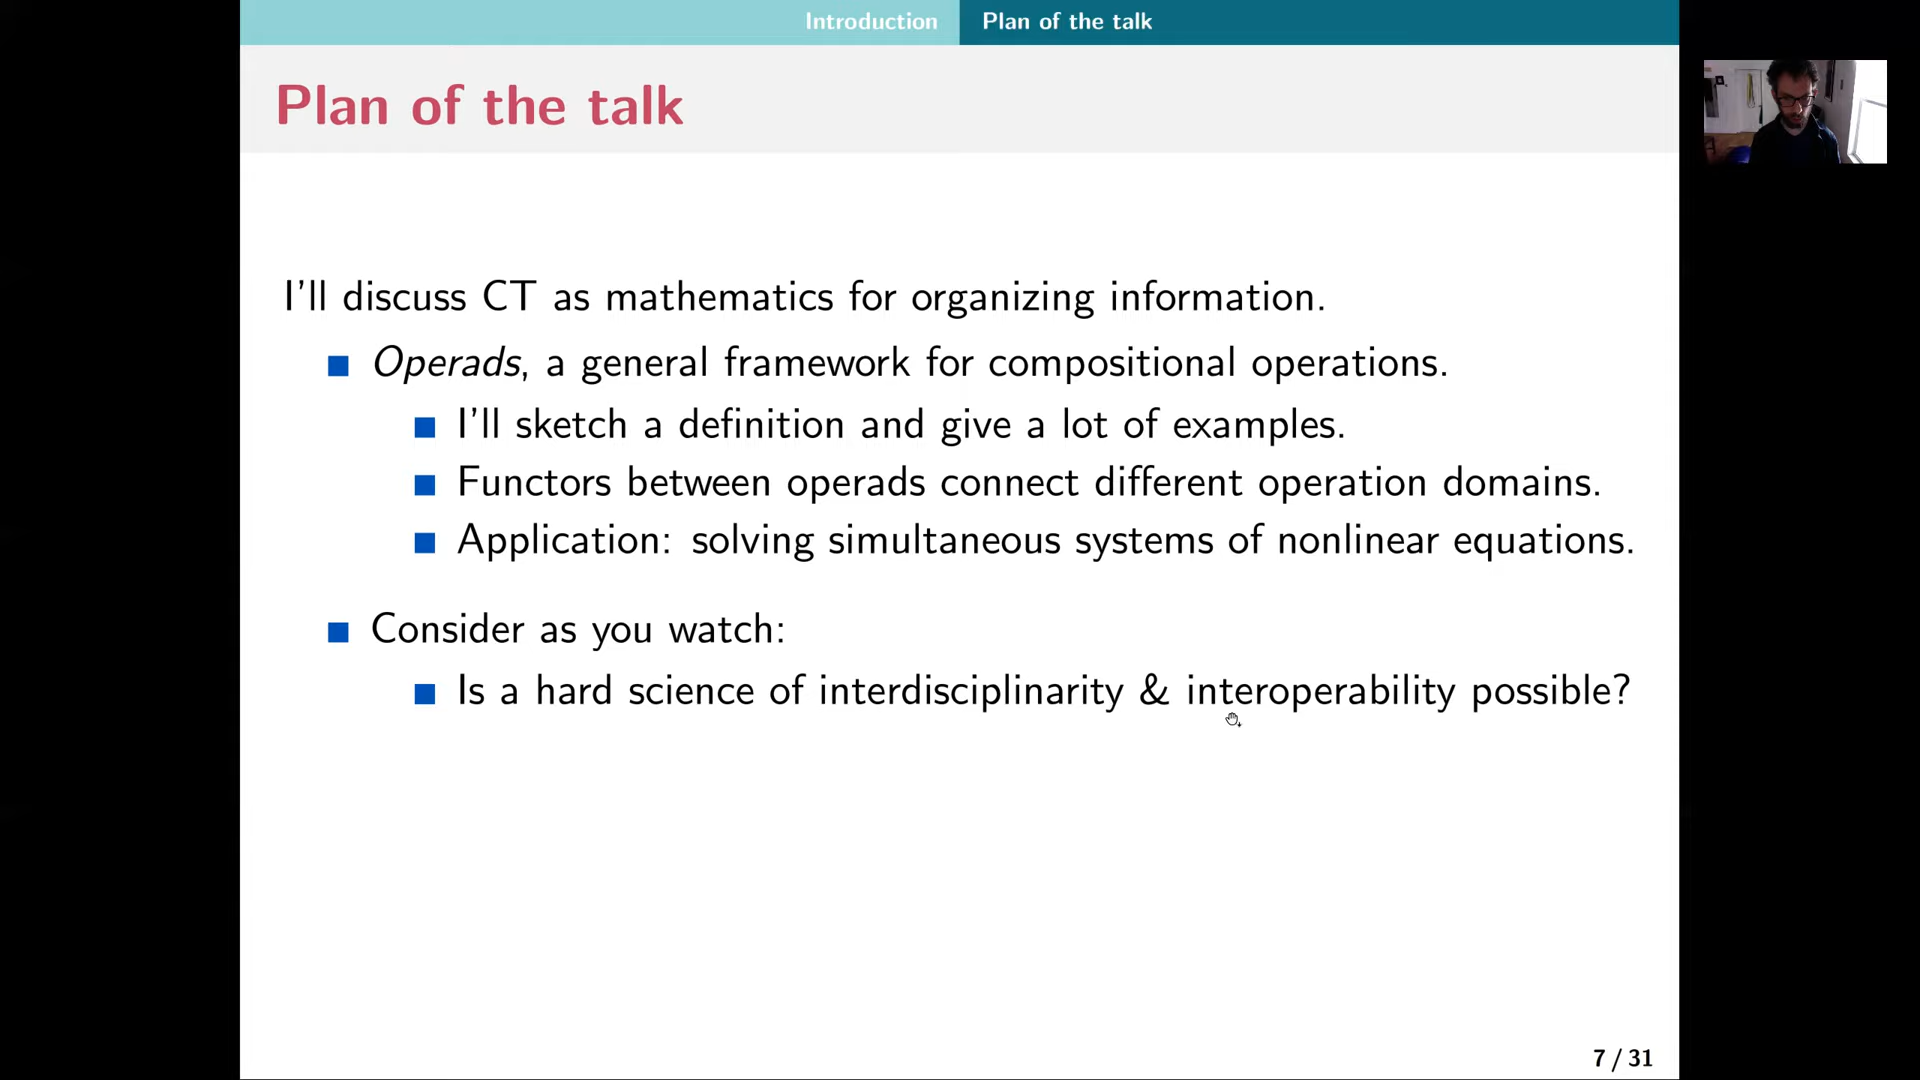 Introduction
Plan of the talk
Plan of the talk
I'll discuss CT as mathematics for organizing information.
Operads, a general framework for compositional operations.
I'll sketch a definition and give a lot of examples.
Functors between operads connect different operation domains.
Application: solving simultaneous systems of nonlinear equations.
Consider as you watch:
Is a hard science of interdisciplinarity & interoperability possible?
7 / 31